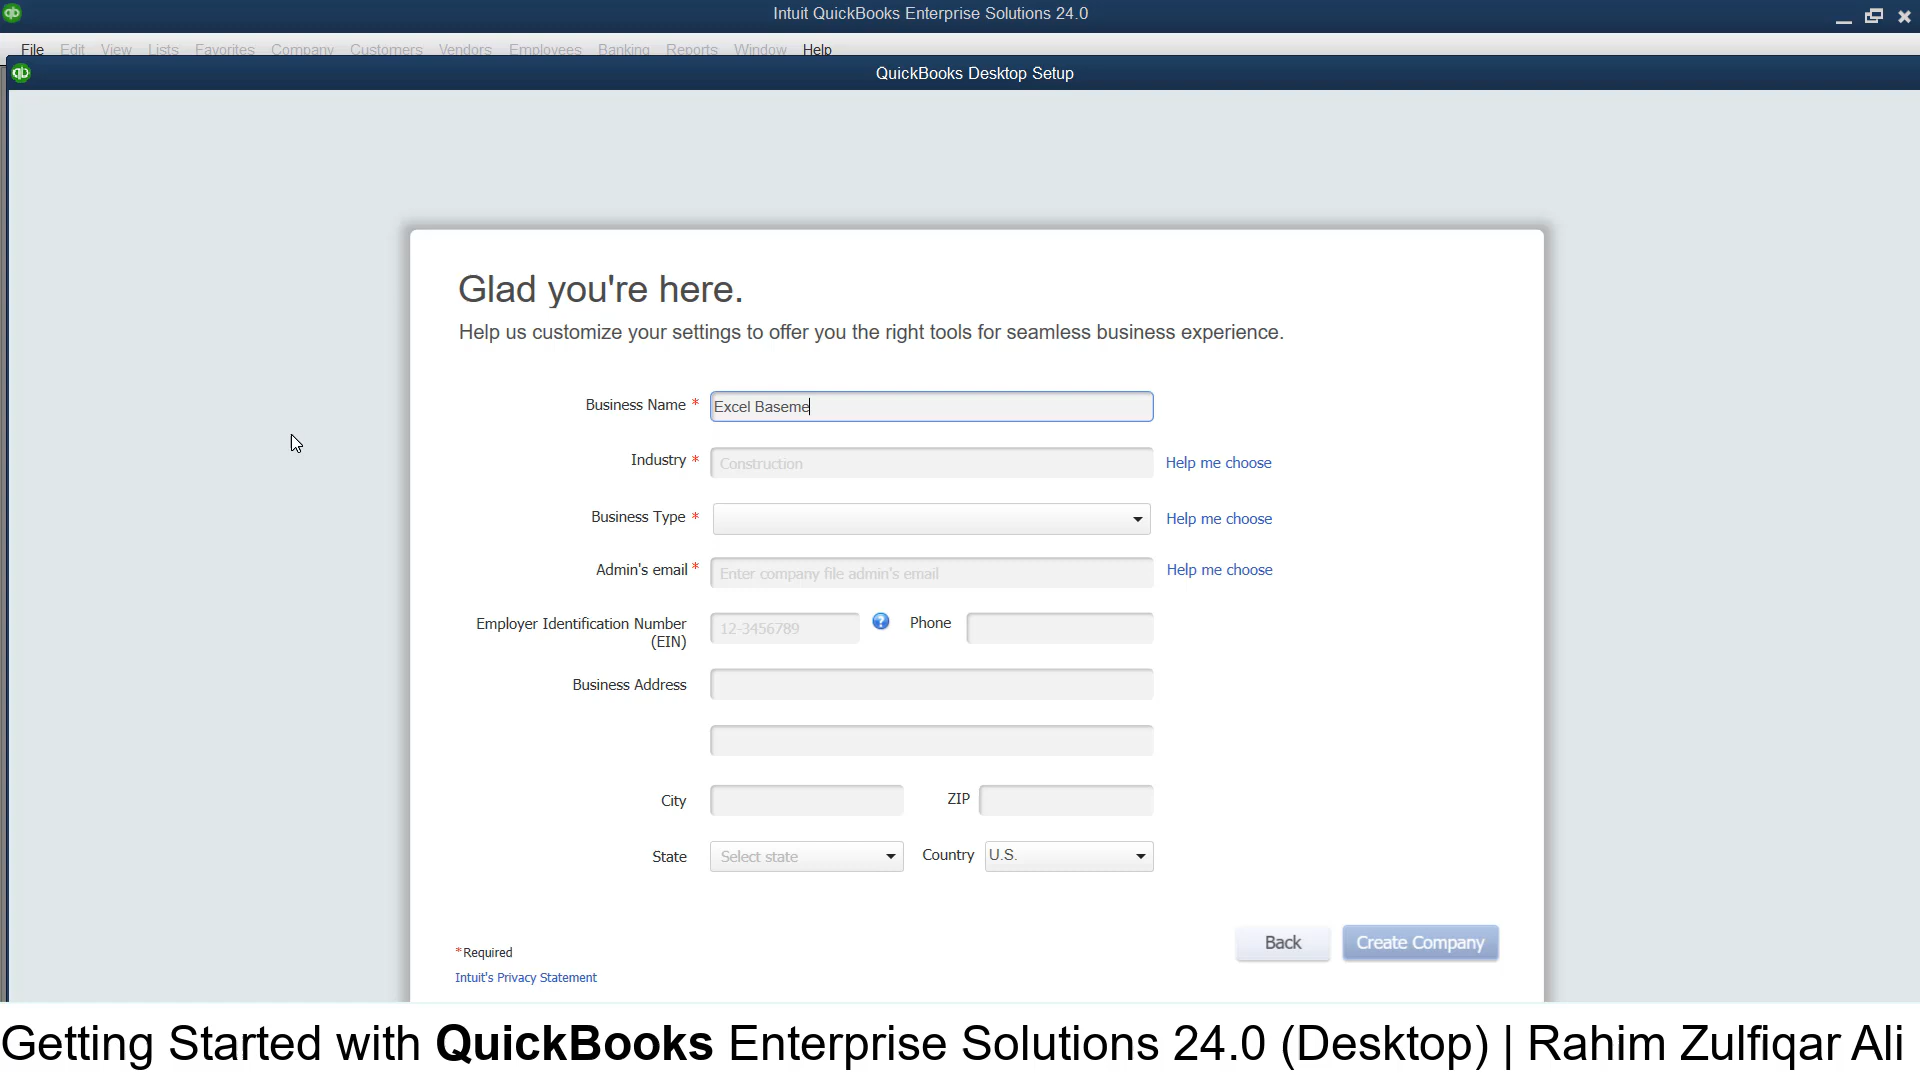 Intuit QuickBooks Enterprise Solutions 24.0
File Edit View Lists Favorites Company Customers Vendors Employees Banking Reports Window Help
QuickBooks Desktop Setup
Glad you're here.
Help us customize your settings to offer you the right tools for seamless business experience.
Business Name * Excel Baseme
Industry * Construction Help me choose
Business Type * Help me choose
Admin's email * Enter company file admin's email Help me choose
Employer Identification Number (EIN) 12-3456789 ? Phone
Business Address
City ZIP
State Select state Country U.S.
Back Create Company
*Required
Intuit's Privacy Statement
Getting Started with QuickBooks Enterprise Solutions 24.0 (Desktop) | Rahim Zulfiqar Ali